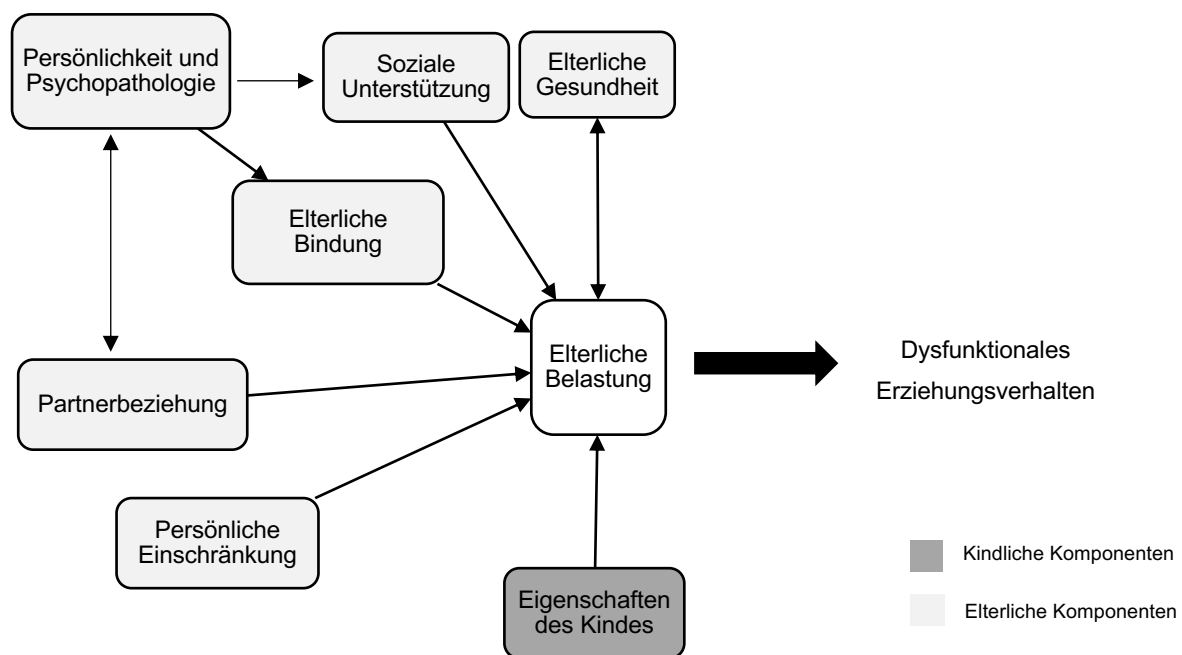 Persönlichkeit und
Psychopathologie
Soziale
Unterstützung
Elterliche
Gesundheit
Elterliche
Bindung
Elterliche
Belastung
Dysfunktionales
Erziehungsverhalten
Partnerbeziehung
Persönliche
Einschränkung
Eigenschaften
des Kindes
Kindliche Komponenten
Elterliche Komponenten